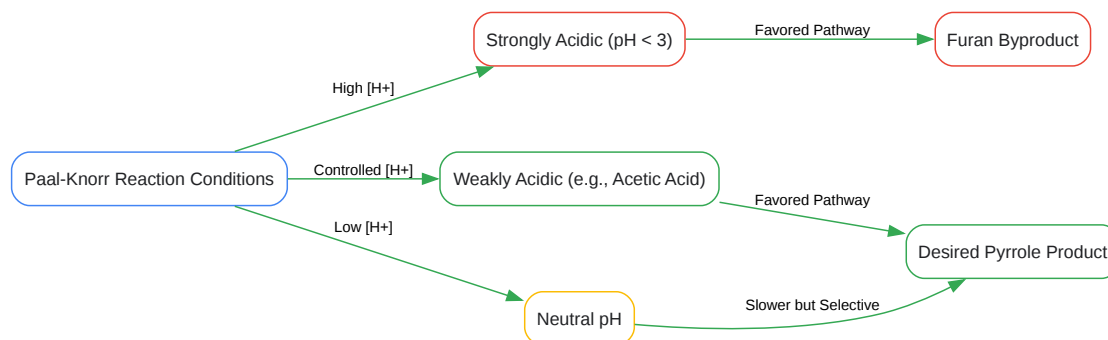 Strongly Acidic (pH < 3)
Favored Pathway
Furan Byproduct
High [H+]
Paal-Knorr Reaction Conditions
Controlled [H+]
Weakly Acidic (e.g., Acetic Acid)
Favored Pathway
Low [H+]
Desired Pyrrole Product
Neutral pH
Slower but Selective